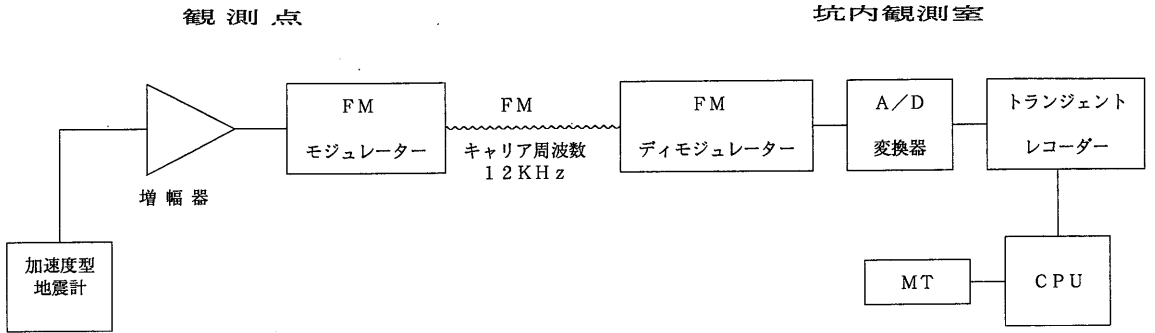 観測点
坑内観測室
加速度型
地震計
増幅器
FM
モジュレーター
FM
キャリア周波数
12KHz
FM
ディモジュレーター
A/D
変換器
トランジェント
レコーダー
CPU
MT